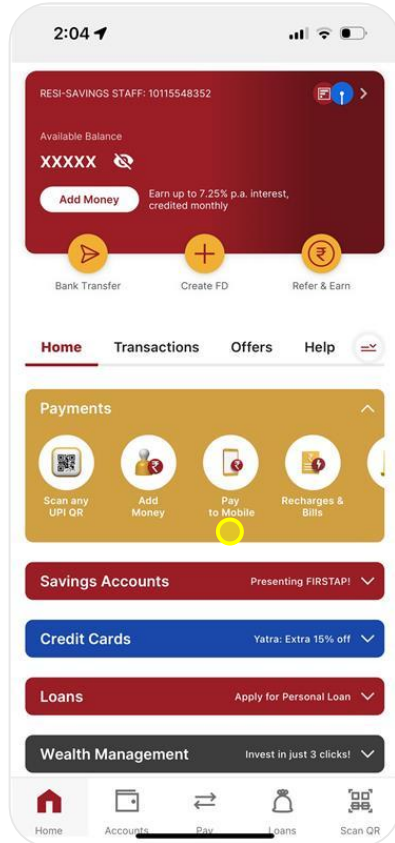 2:04
RESI-SAVINGS STAFF: 10115548352
Available Balance
XXXXX
Add Money
Earn up to 7.25% p.a. interest,
credited monthly
Bank Transfer
Create FD
Refer & Earn
Home
Transactions
Offers
Help
Payments
Scan any
UPI QR
Add
Money
Pay
to Mobile
Recharges &
Bills
Savings Accounts
Presenting FIRSTAP!
Credit Cards
Yatra: Extra 15% off
Loans
Apply for Personal Loan
Wealth Management
Invest in just 3 clicks!
Home
Accounts
Pay
Loans
Scan QR